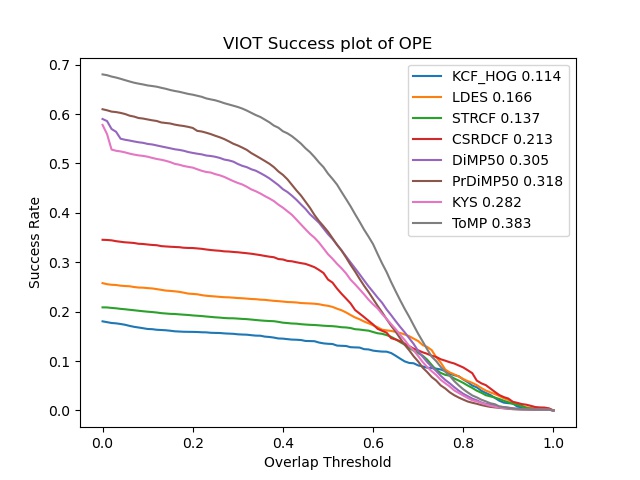 VIOT Success plot of OPE
Success Rate
0.7
0.6
0.5
0.4
0.3
0.2
0.1
0.0
KCF_HOG 0.114
LDES 0.166
STRCF 0.137
CSRDCF 0.213
DiMP50 0.305
PrDiMP50 0.318
KYS 0.282
ToMP 0.383
0.0 0.2 0.4 0.6 0.8 1.0
Overlap Threshold